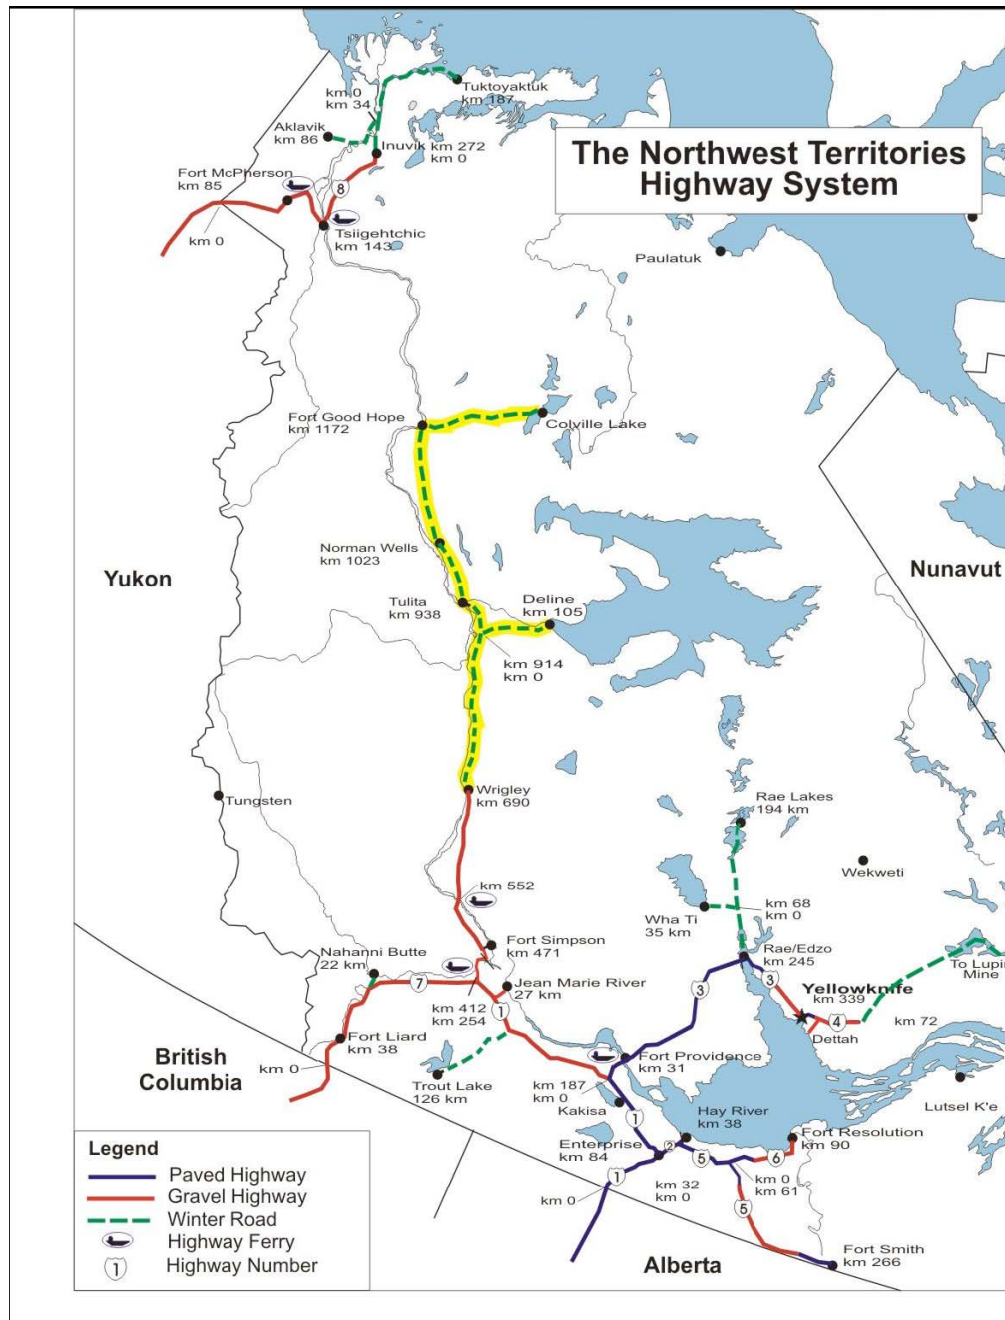 The Northwest Territories
Highway System
km 0
km 34
Tuktoyaktuk
km 187
Aklavik
km 86
Inuvik km 272
km 0
Fort McPherson
km 85
8
Tsiigehtchic
km 143
km 0
Paulatuk
Fort Good Hope
km 1172
Colville Lake
Norman Wells
km 1023
Yukon
Nunavut
Tulita
km 938
Deline
km 105
km 914
km 0
Wrigley
km 690
Tungsten
Rae Lakes
194 km
Wekweti
km 552
km 68
km 0
Wha Ti
35 km
Fort Simpson
km 471
Nahanni Butte
22 km
Rae/Edzo
km 245
To Lupin
Mine
7
Jean Marie River
27 km
3
3
Yellowknife
km 339
km 412
km 254
1
4
km 72
Dettah
Fort Liard
km 38
British
Columbia
km 0
Trout Lake
126 km
Fort Providence
km 31
km 187
km 0
Kakisa
Lutsel K'e
1
Hay River
km 38
Fort Resolution
km 90
Enterprise
km 84
2
5
6
1
km 0
km 32
km 0
km 0
km 61
5
Fort Smith
km 266
Alberta
Legend
Paved Highway
Gravel Highway
Winter Road
Highway Ferry
1
Highway Number